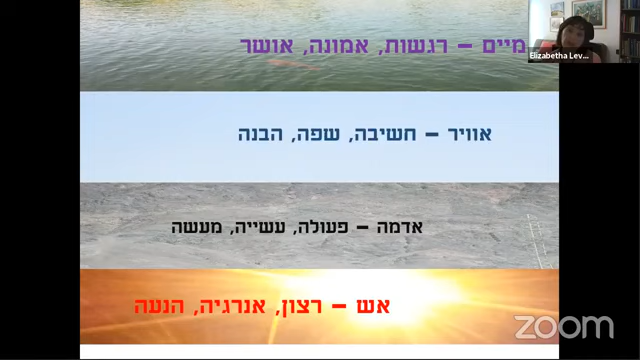 מיים – רגשות, אמונה, אושר
Elizabetha Lev...
אוויר – חשיבה, שפה, הבנה
אדמה – פעולה, עשייה, מעשה
אש – רצון, אנרגיה, הנעה
zoom